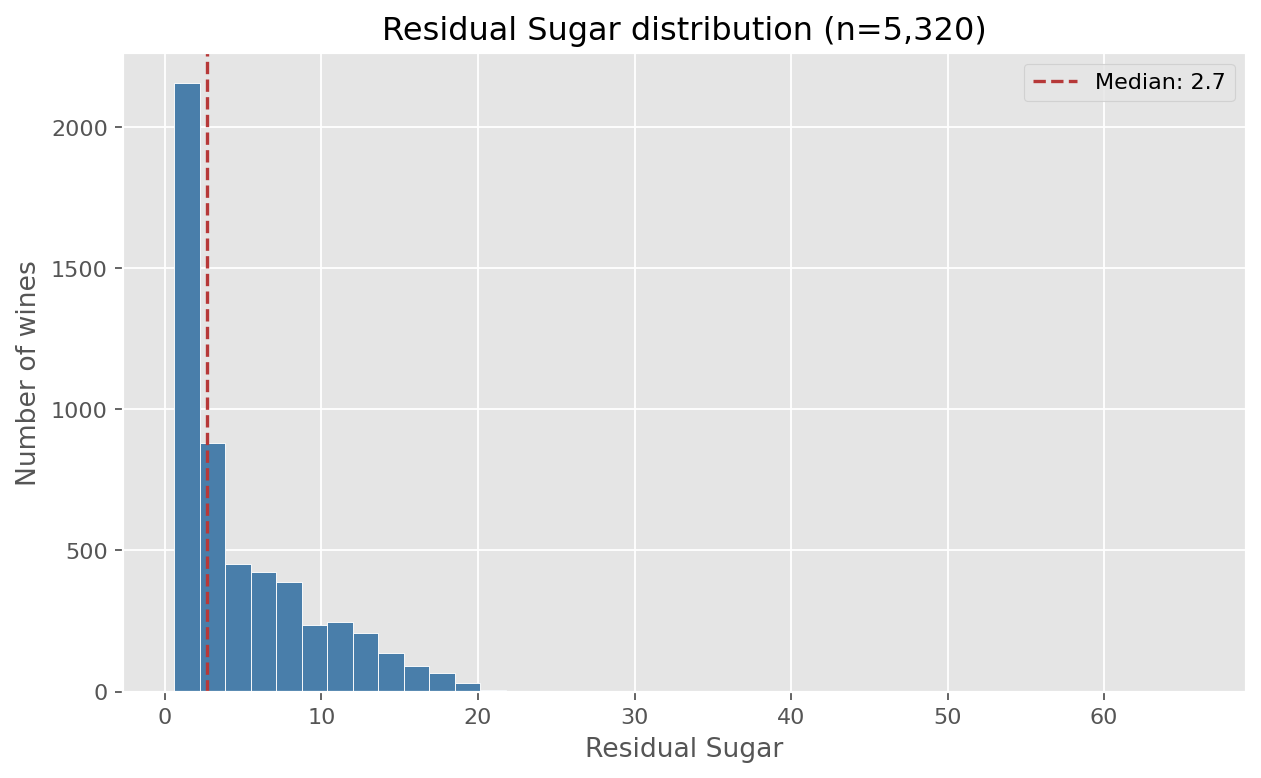 Residual Sugar distribution (n=5,320)
Median: 2.7
Number of wines
2000
1500
1000
500
0
0 10 20 30 40 50 60
Residual Sugar